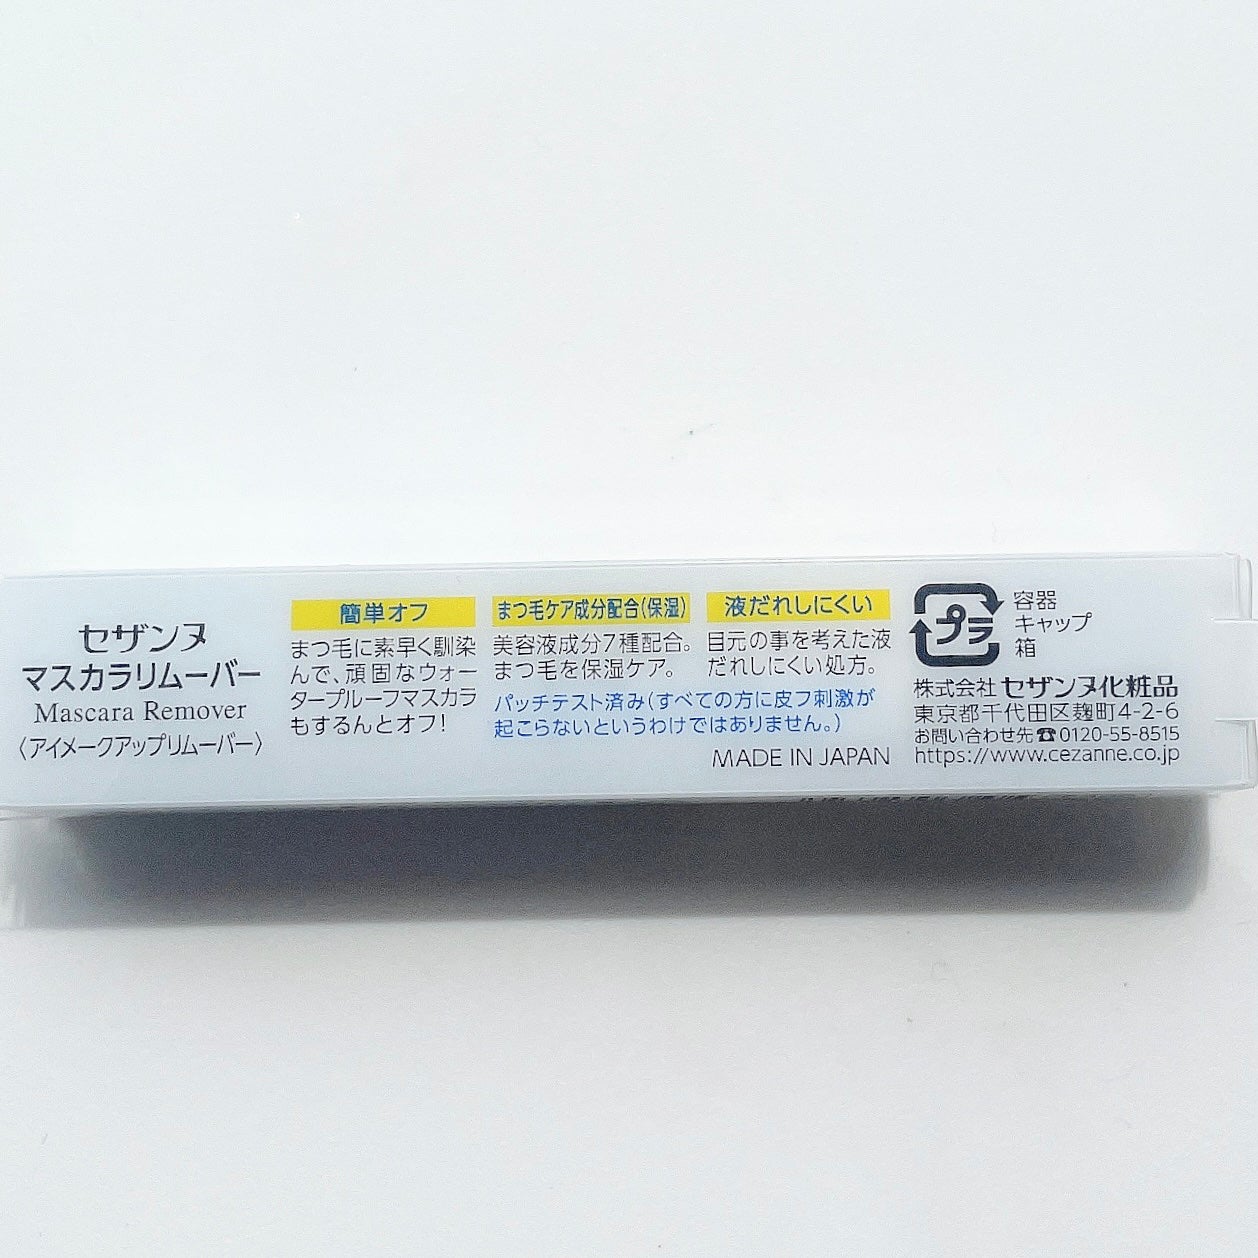 セザンヌ
マスカラリムーバー
Mascara Remover
〈アイメークアップリムーバー〉
簡単オフ
まつ毛に素早く馴染
んで、頑固なウォー
タープルーフマスカラ
もするんとオフ!
まつ毛ケア成分配合(保湿)
美容液成分7種配合。
まつ毛を保湿ケア。
パッチテスト済み(すべての方に皮フ刺激が
起こらないというわけではありません。)
液だれしにくい
目元の事を考えた液
だれしにくい処方。
MADE IN JAPAN
プラ
容器
キャップ
箱
株式会社 セザンヌ化粧品
東京都千代田区麹町4-2-6
お問い合わせ先☎0120-55-8515
https://www.cezanne.co.jp